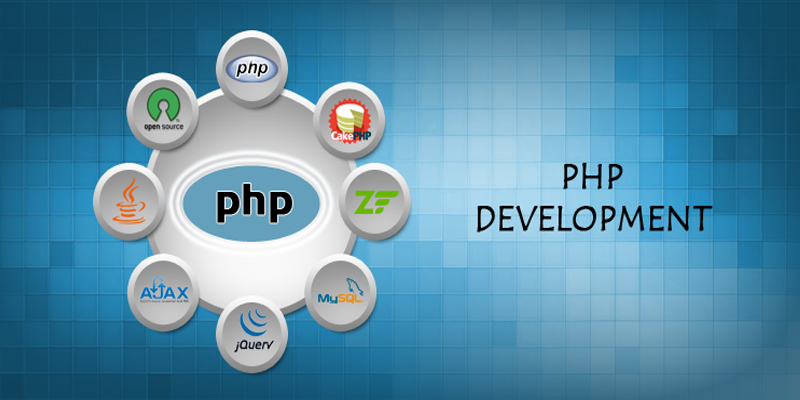 php
open source
CakePHP
php
ZF
PHP
DEVELOPMENT
AJAX
MySQL
jQuery